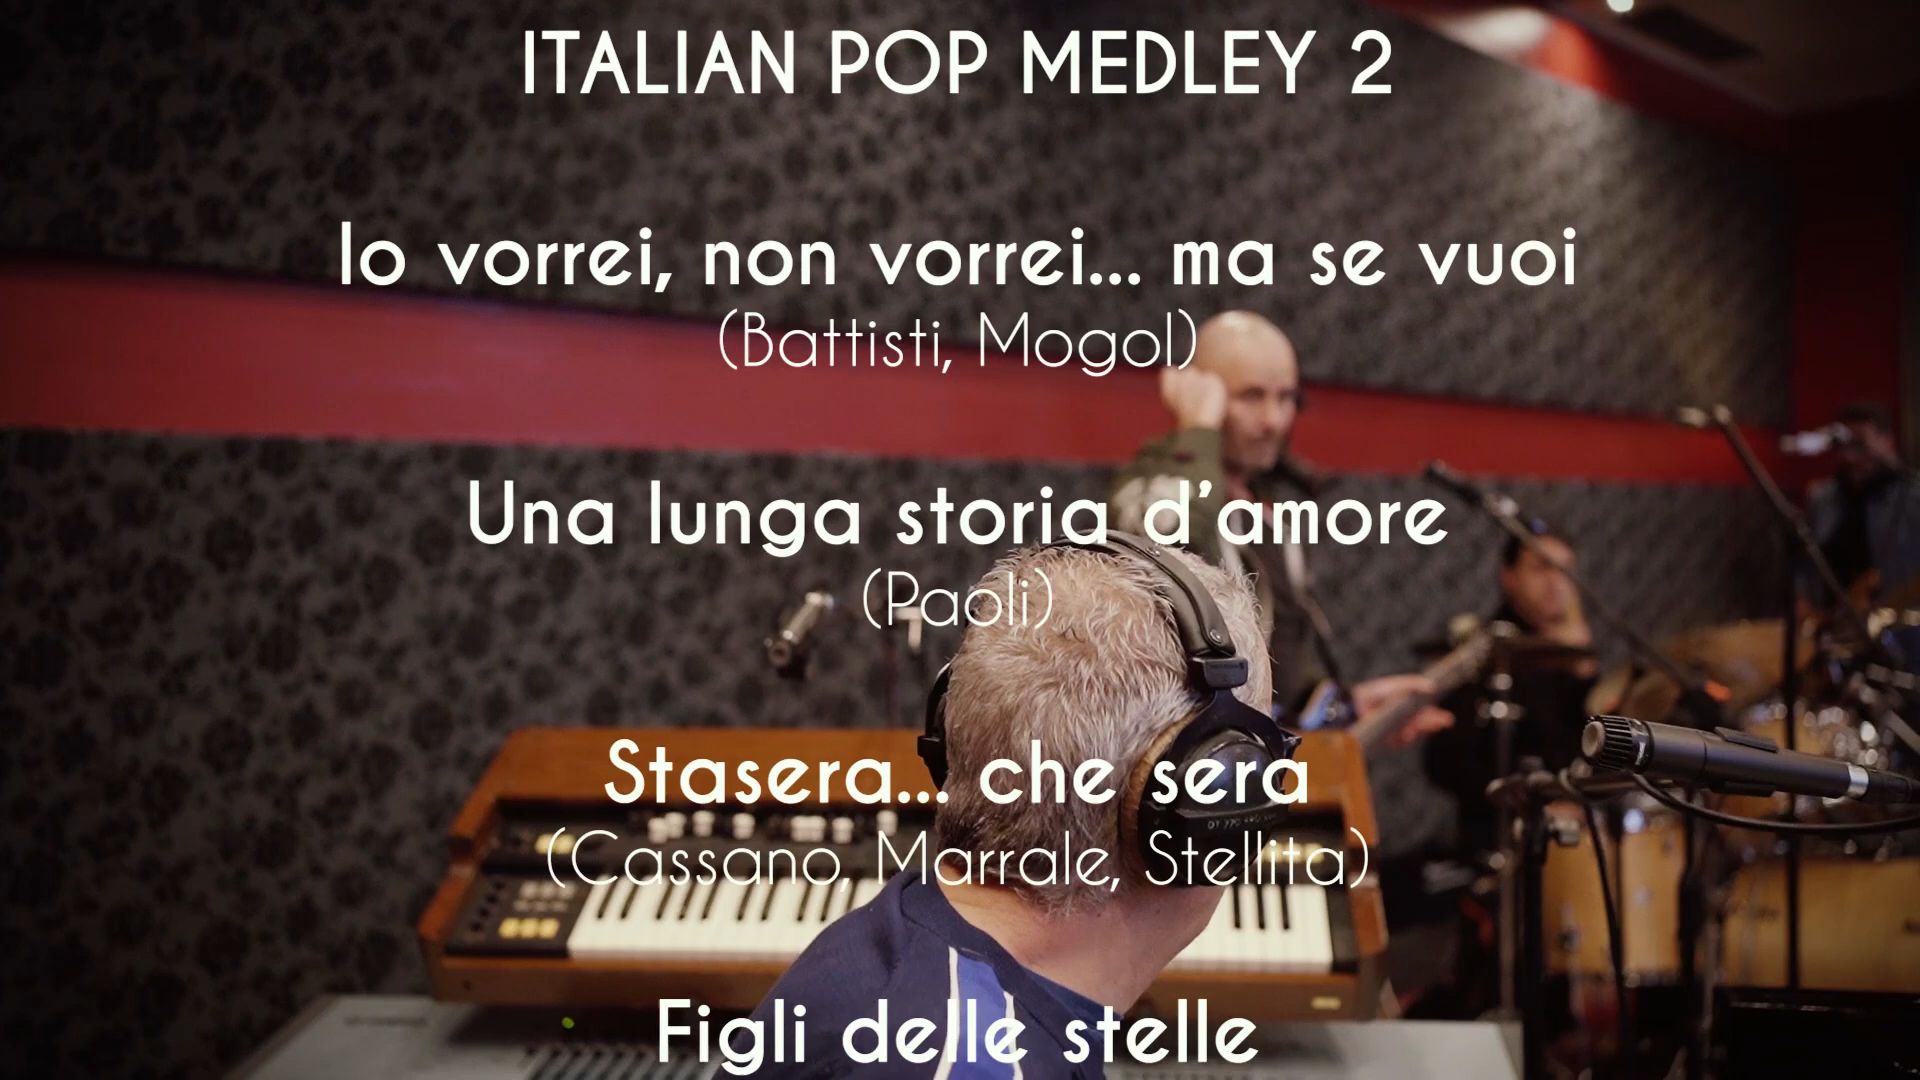 ITALIAN POP MEDLEY 2
Io vorrei, non vorrei... ma se vuoi
(Battisti, Mogol)
Una lunga storia d'amore
(Paoli)
Stasera... che sera
(Cassano, Marrale, Stellita)
Figli delle stelle